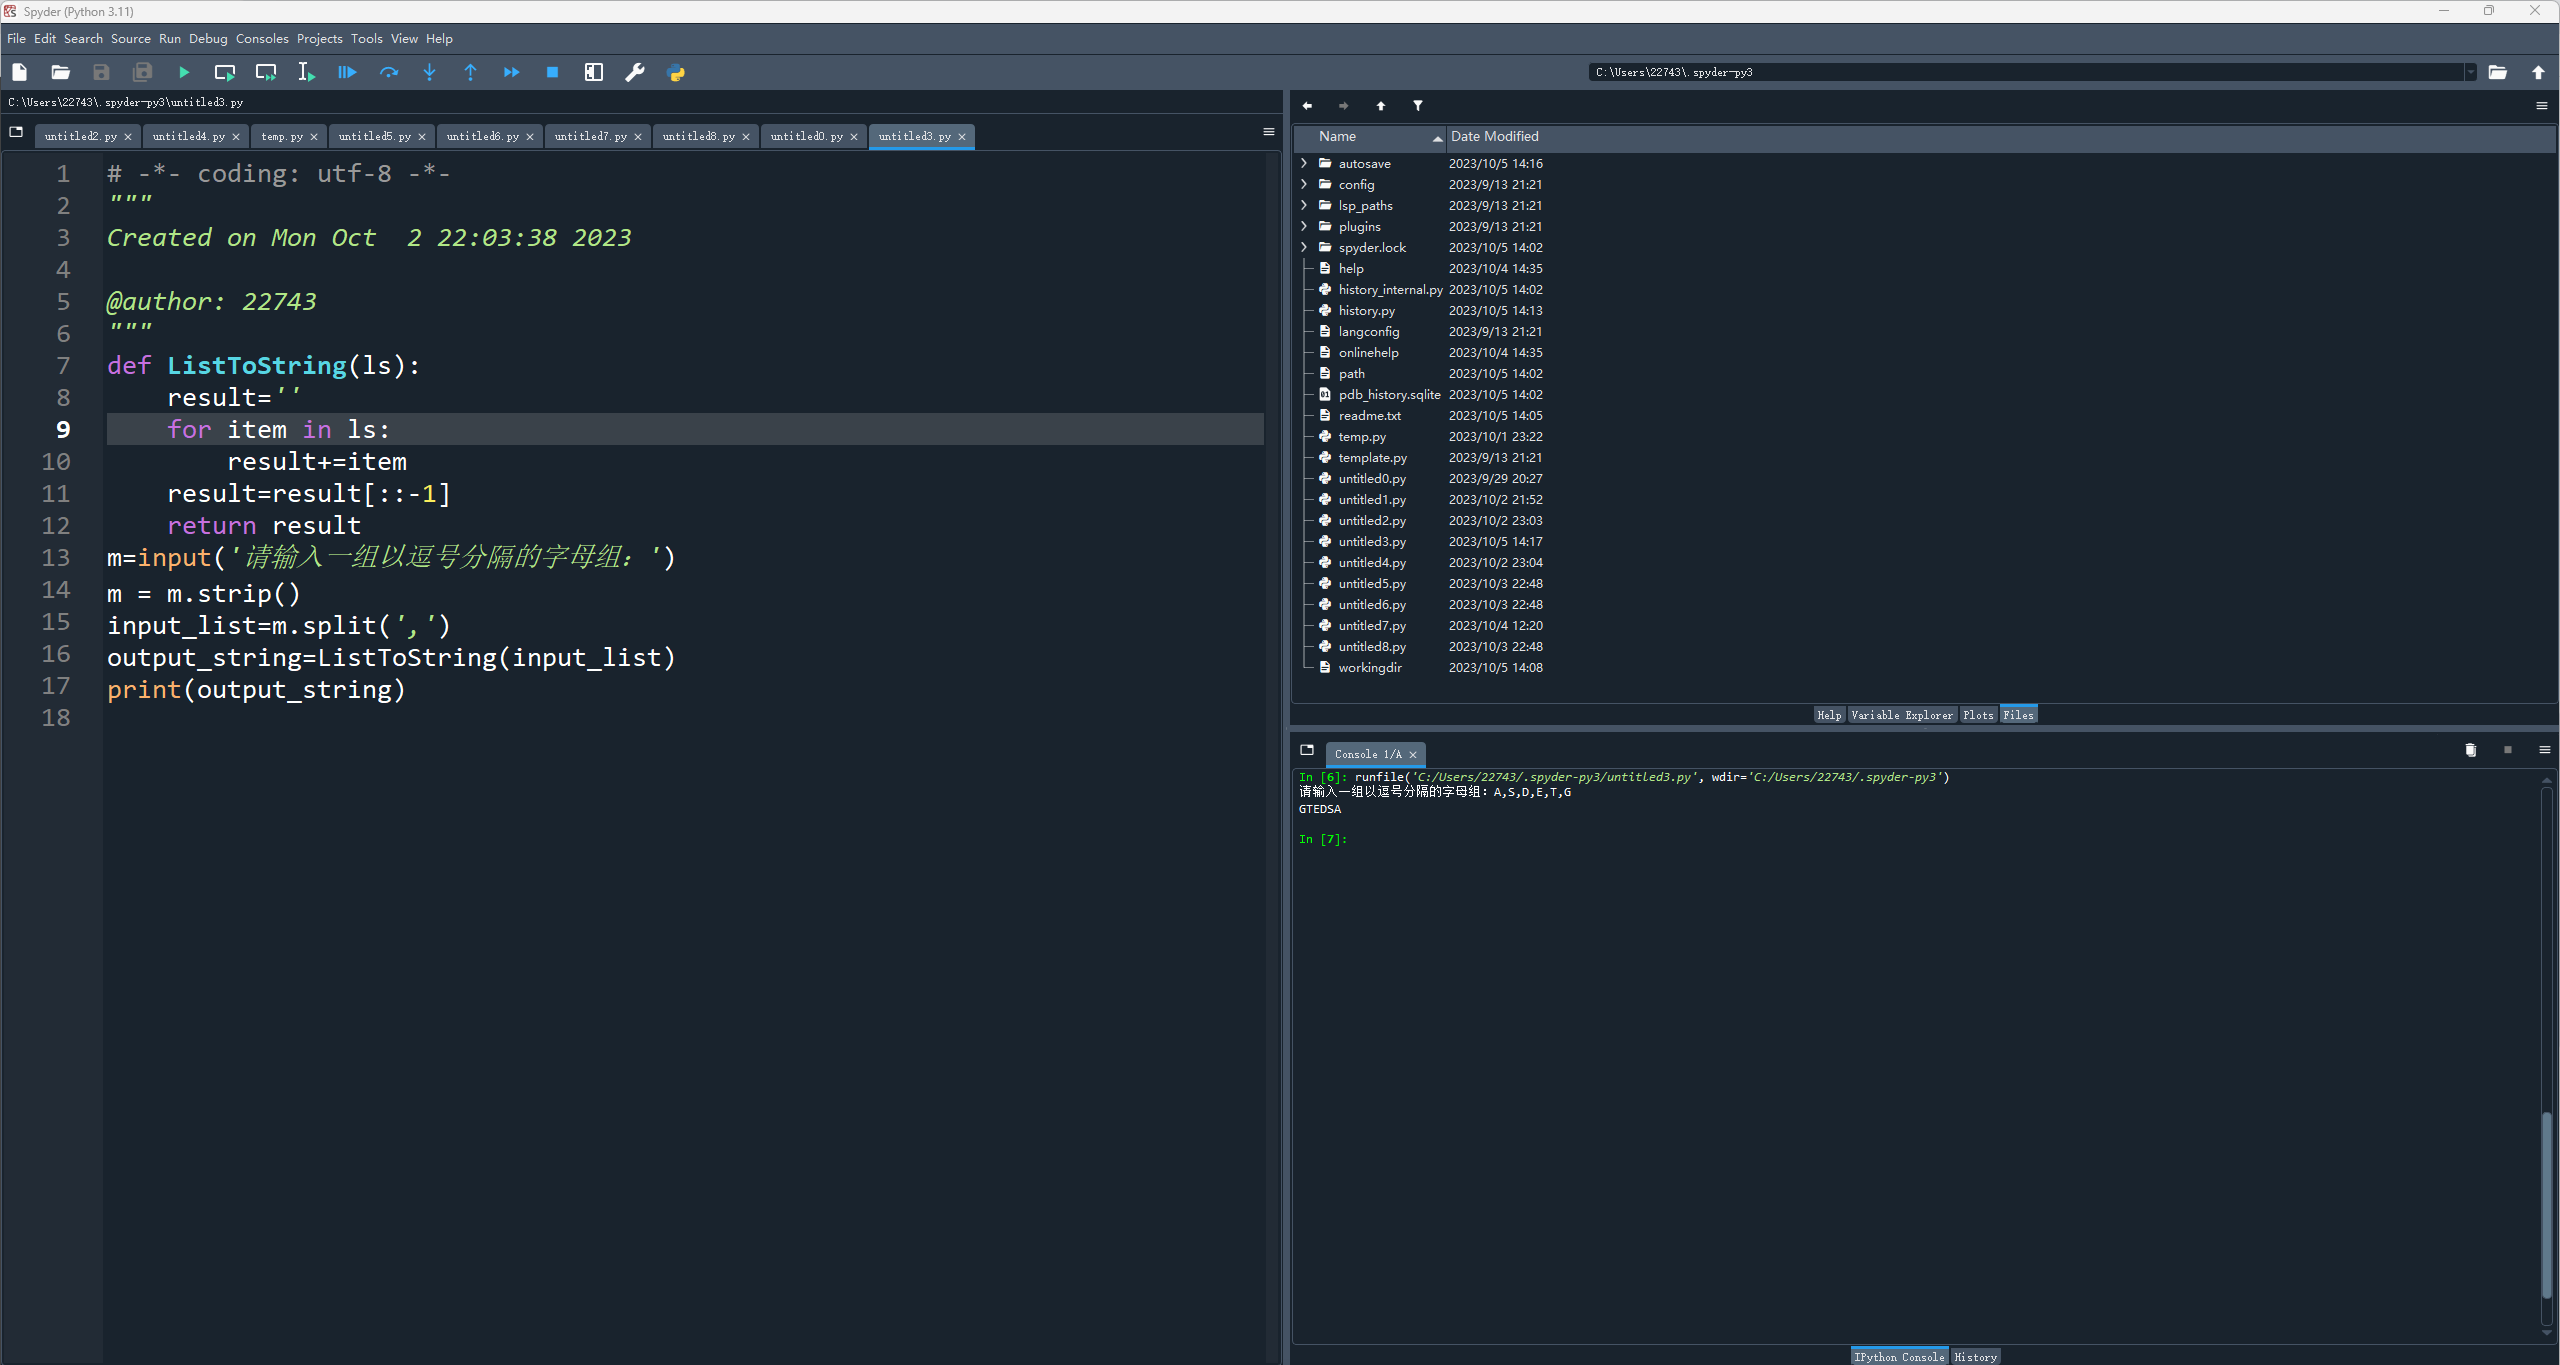 Spyder (Python 3.11)
File Edit Search Source Run Debug Consoles Projects Tools View Help
C:\Users\22743\.spyder-py3
C:\Users\22743\.spyder-py3\untitled3.py
untitled2.py untitled4.py temp.py untitled5.py untitled6.py untitled7.py untitled8.py untitled0.py untitled3.py
1 # -*- coding: utf-8 -*-
2 """
3 Created on Mon Oct  2 22:03:38 2023
4
5 @author: 22743
6 """
7 def ListToString(ls):
8     result=''
9     for item in ls:
10         result+=item
11     result=result[::-1]
12     return result
13 m=input('请输入一组以逗号分隔的字母组：')
14 m = m.strip()
15 input_list=m.split(',')
16 output_string=ListToString(input_list)
17 print(output_string)
18
Name Date Modified
autosave 2023/10/5 14:16
config 2023/9/13 21:21
lsp_paths 2023/9/13 21:21
plugins 2023/9/13 21:21
spyder.lock 2023/10/5 14:02
help 2023/10/4 14:35
history_internal.py 2023/10/5 14:02
history.py 2023/10/5 14:13
langconfig 2023/9/13 21:21
onlinehelp 2023/10/4 14:35
path 2023/10/5 14:02
pdb_history.sqlite 2023/10/5 14:02
readme.txt 2023/10/5 14:05
temp.py 2023/10/1 23:22
template.py 2023/9/13 21:21
untitled0.py 2023/9/29 20:27
untitled1.py 2023/10/2 21:52
untitled2.py 2023/10/2 23:03
untitled3.py 2023/10/5 14:17
untitled4.py 2023/10/2 23:04
untitled5.py 2023/10/3 22:48
untitled6.py 2023/10/3 22:48
untitled7.py 2023/10/4 12:20
untitled8.py 2023/10/3 22:48
workingdir 2023/10/5 14:08
Help Variable Explorer Plots Files
Console 1/A
In [6]: runfile('C:/Users/22743/.spyder-py3/untitled3.py', wdir='C:/Users/22743/.spyder-py3')
请输入一组以逗号分隔的字母组：A,S,D,E,T,G
GTEDSA
In [7]:
IPython Console History